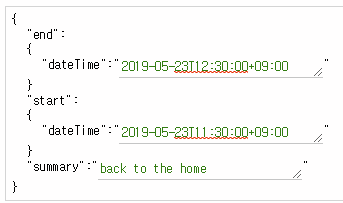 {
"end":
{
"dateTime":"2019-05-23T12:30:00+09:00"
}
"start":
{
"dateTime":"2019-05-23T11:30:00+09:00"
}
"summary":"back to the home"
}